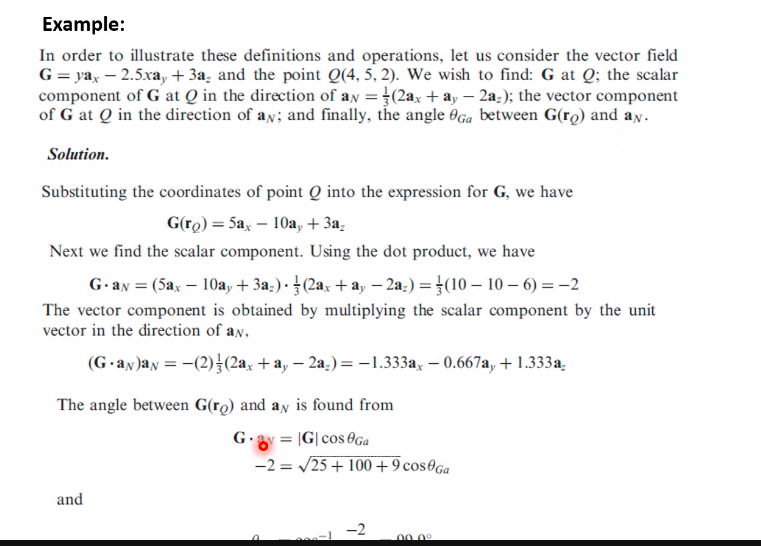 Example:
In order to illustrate these definitions and operations, let us consider the vector field
G = yaₓ − 2.5xa_y + 3a_z and the point Q(4, 5, 2). We wish to find: G at Q; the scalar
component of G at Q in the direction of a_N = ⅓(2aₓ + a_y − 2a_z); the vector component
of G at Q in the direction of a_N; and finally, the angle θ_Ga between G(r_Q) and a_N.
Solution.
Substituting the coordinates of point Q into the expression for G, we have
G(r_Q) = 5aₓ − 10a_y + 3a_z
Next we find the scalar component. Using the dot product, we have
G · a_N = (5aₓ − 10a_y + 3a_z) · ⅓(2aₓ + a_y − 2a_z) = ⅓(10 − 10 − 6) = −2
The vector component is obtained by multiplying the scalar component by the unit
vector in the direction of a_N,
(G · a_N)a_N = −(2)⅓(2aₓ + a_y − 2a_z) = −1.333aₓ − 0.667a_y + 1.333a_z
The angle between G(r_Q) and a_N is found from
G · a_N = |G| cos θ_Ga
−2 = √(25 + 100 + 9) cos θ_Ga
and
−2